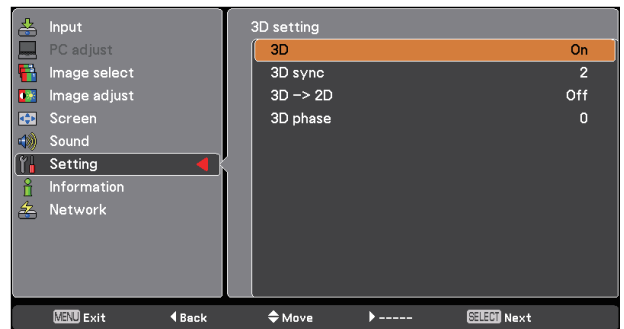 Input
PC adjust
Image select
Image adjust
Screen
Sound
Setting
Information
Network
3D setting
3D On
3D sync 2
3D –> 2D Off
3D phase 0
MENU Exit Back Move ----- SELECT Next